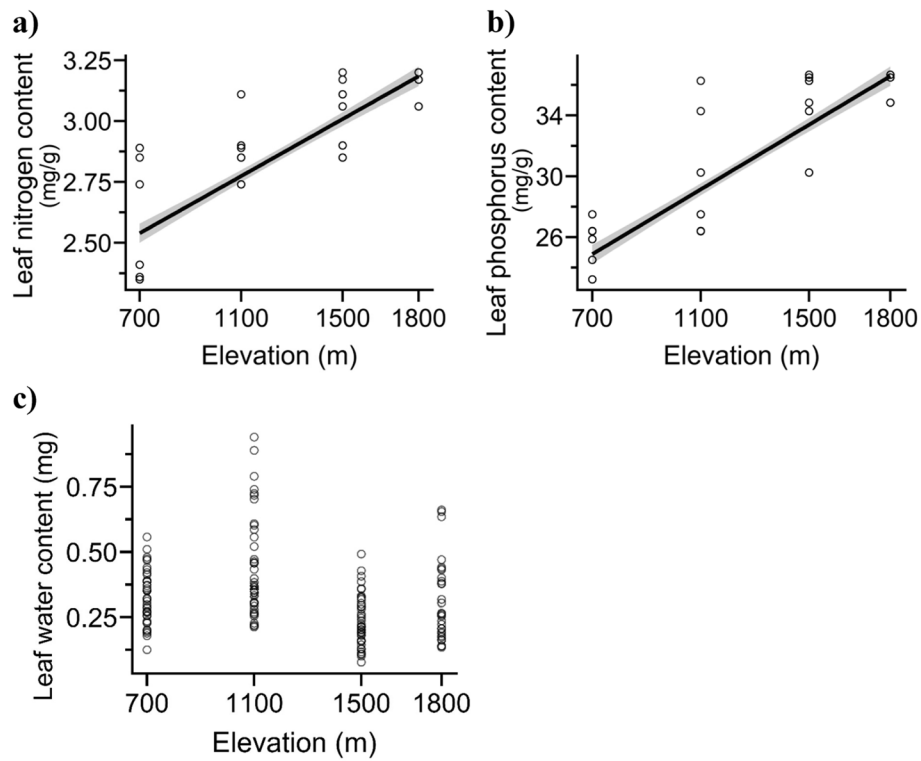 a)
3.25
3.00
2.75
2.50
Leaf nitrogen content
(mg/g)
700 1100 1500 1800
Elevation (m)
b)
34
30
26
Leaf phosphorus content
(mg/g)
700 1100 1500 1800
Elevation (m)
c)
0.75
0.50
0.25
Leaf water content (mg)
700 1100 1500 1800
Elevation (m)